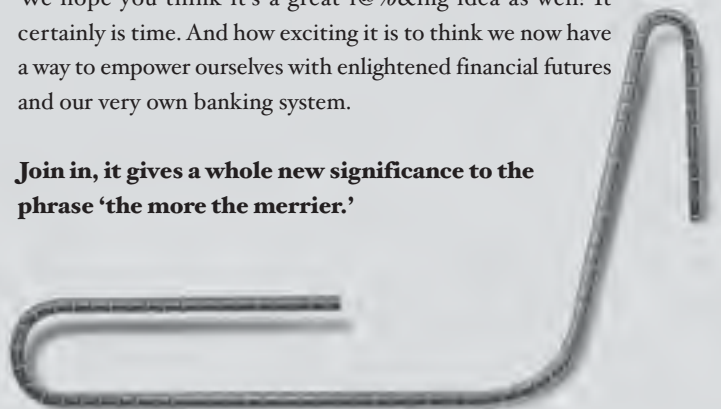 We hope you think it's a great f@%&ing idea as well! It
certainly is time. And how exciting it is to think we now have
a way to empower ourselves with enlightened financial futures
and our very own banking system.
Join in, it gives a whole new significance to the
phrase ‘the more the merrier.’